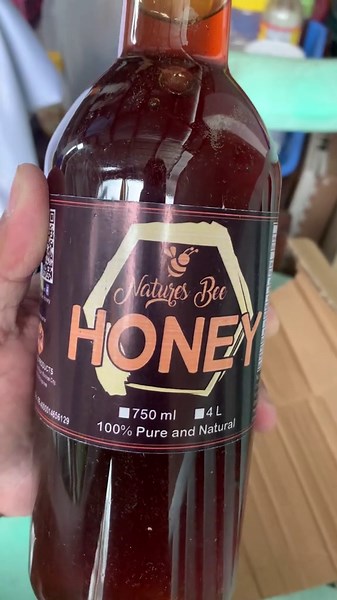 Natures Bee
HONEY
750 ml 4 L
100% Pure and Natural